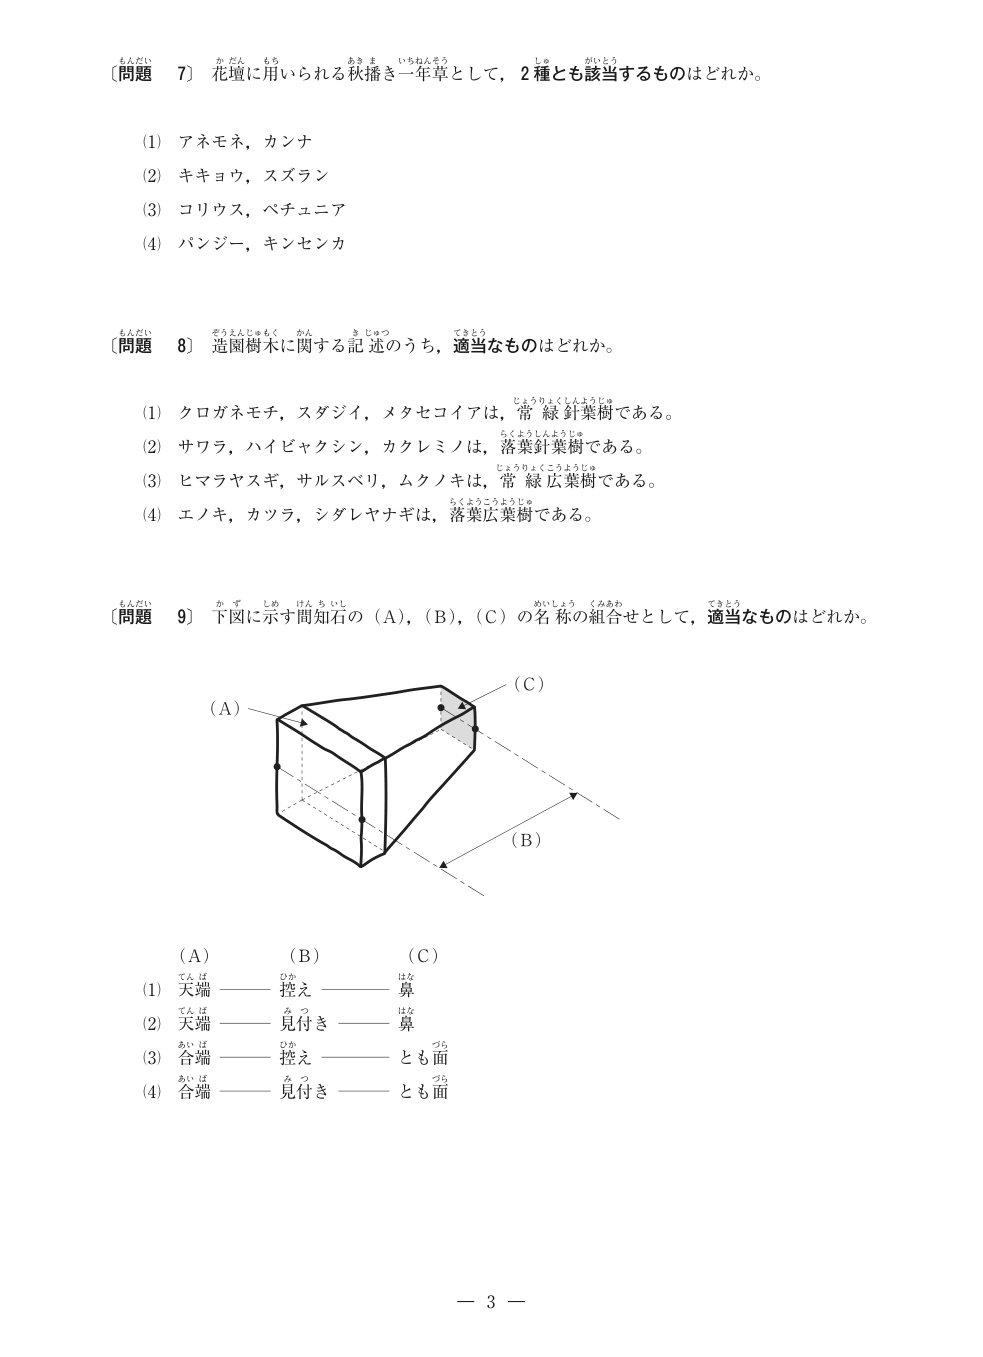 〔問題　7〕 花壇に用いられる秋播き一年草として，2種とも該当するものはどれか。
(1) アネモネ，カンナ
(2) キキョウ，スズラン
(3) コリウス，ペチュニア
(4) パンジー，キンセンカ
〔問題　8〕 造園樹木に関する記述のうち，適当なものはどれか。
(1) クロガネモチ，スダジイ，メタセコイアは，常緑針葉樹である。
(2) サワラ，ハイビャクシン，カクレミノは，落葉針葉樹である。
(3) ヒマラヤスギ，サルスベリ，ムクノキは，常緑広葉樹である。
(4) エノキ，カツラ，シダレヤナギは，落葉広葉樹である。
〔問題　9〕 下図に示す間知石の（A），（B），（C）の名称の組合せとして，適当なものはどれか。
（C）
（A）
（B）
（A）　（B）　（C）
(1) 天端 ——— 控え ———— 鼻
(2) 天端 ——— 見付き ——— 鼻
(3) 合端 ——— 控え ———— とも面
(4) 合端 ——— 見付き ——— とも面
— 3 —